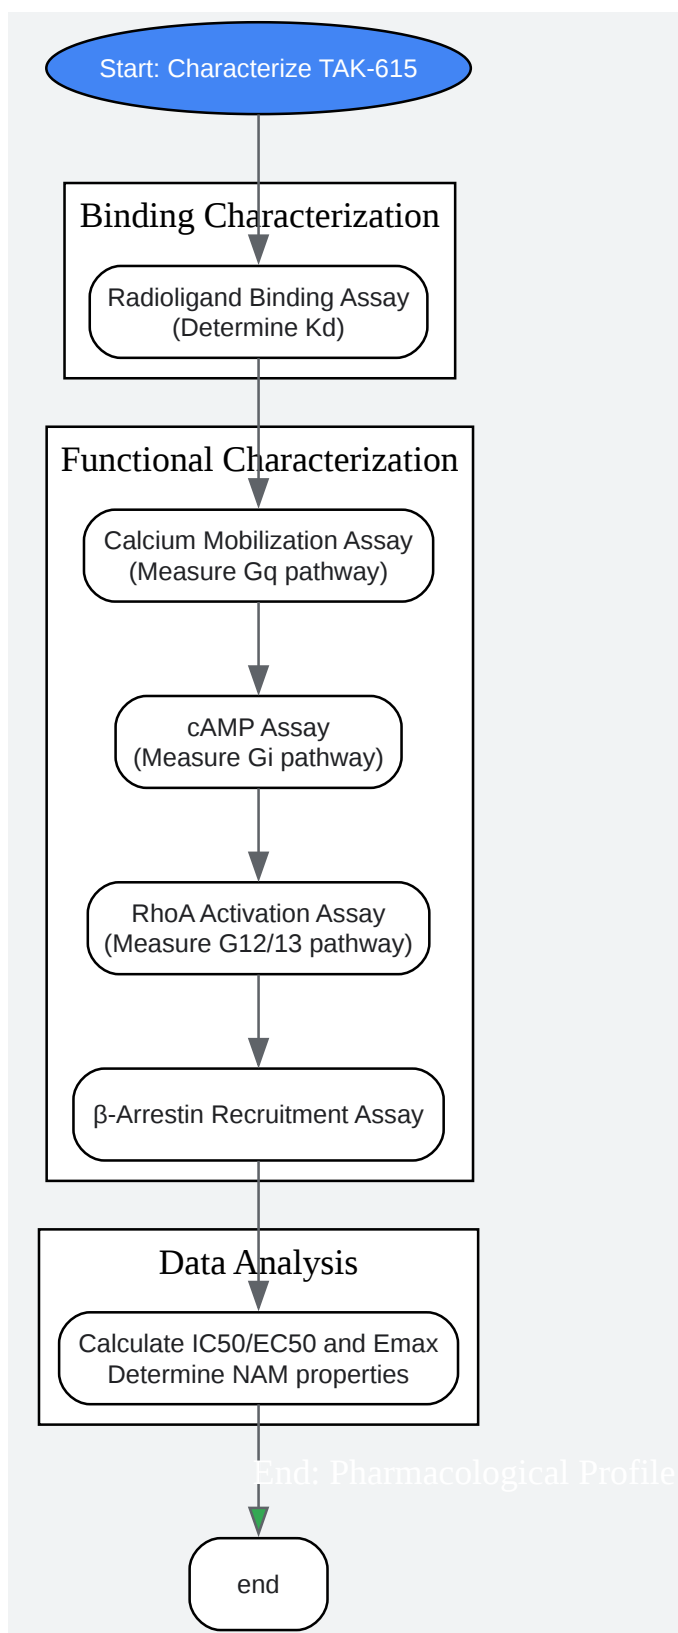 Start: Characterize TAK-615
Binding Characterization
Radioligand Binding Assay
(Determine Kd)
Functional Characterization
Calcium Mobilization Assay
(Measure Gq pathway)
cAMP Assay
(Measure Gi pathway)
RhoA Activation Assay
(Measure G12/13 pathway)
β-Arrestin Recruitment Assay
Data Analysis
Calculate IC50/EC50 and Emax
Determine NAM properties
End: Pharmacological Profile
end